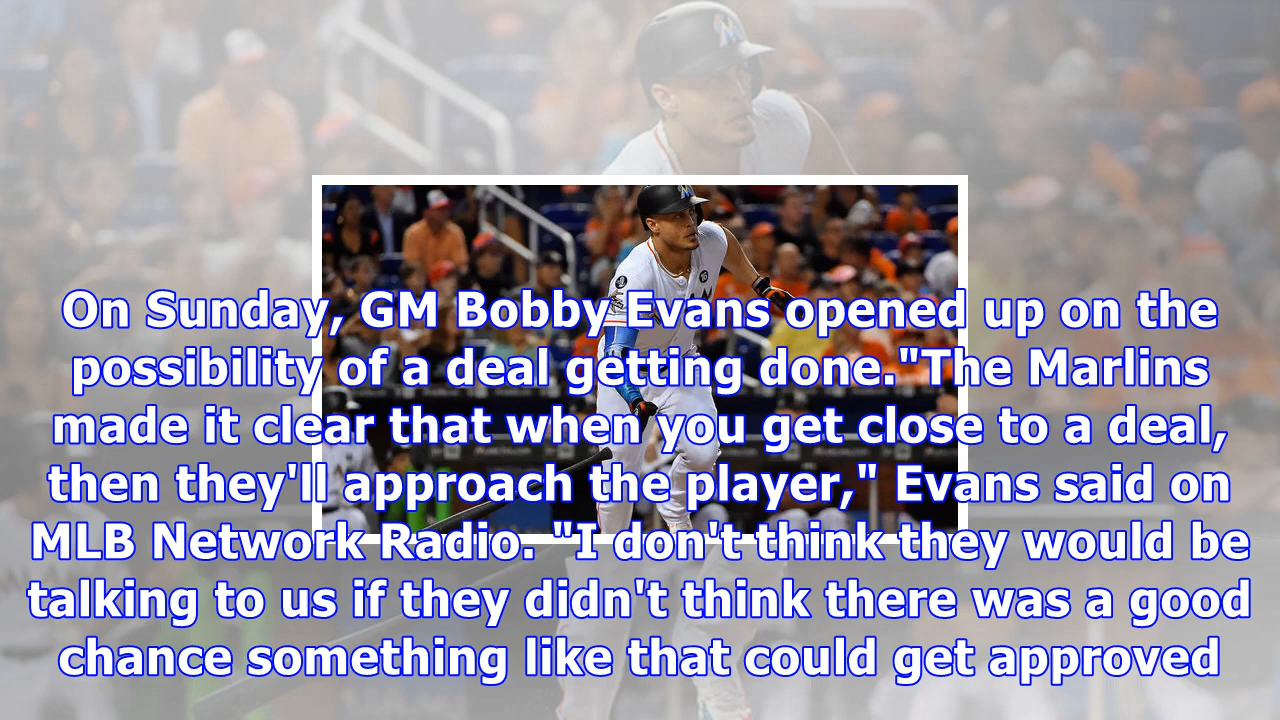 On Sunday, GM Bobby Evans opened up on the
possibility of a deal getting done."The Marlins
made it clear that when you get close to a deal,
then they'll approach the player," Evans said on
MLB Network Radio. "I don't think they would be
talking to us if they didn't think there was a good
chance something like that could get approved